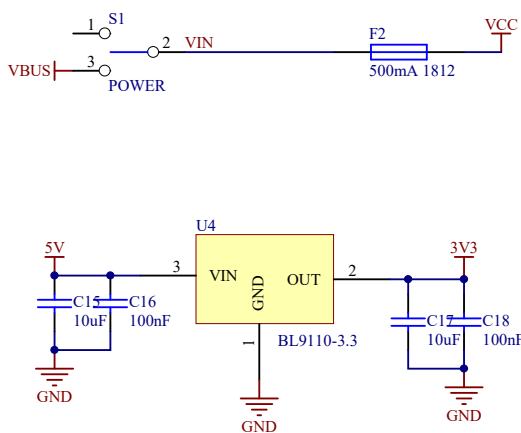 S1
1
VCC
F2
2
VIN
VBUS
3
500mA 1812
POWER
U4
5V
3V3
3
VIN
OUT
2
GND
C15
C16
10uF
100nF
C17
C18
10uF
100nF
1
BL9110-3.3
GND
GND
GND